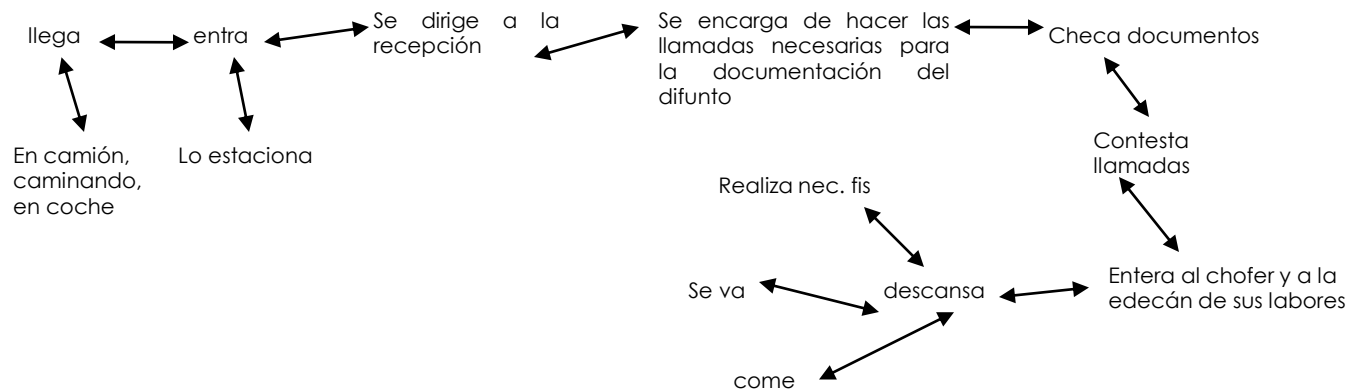 llega
entra
Se dirige a la
recepción
Se encarga de hacer las
llamadas necesarias para
la documentación del
difunto
Checa documentos
En camión,
caminando,
en coche
Lo estaciona
Contesta
llamadas
Realiza nec. fis
Entera al chofer y a la
edecán de sus labores
descansa
Se va
come